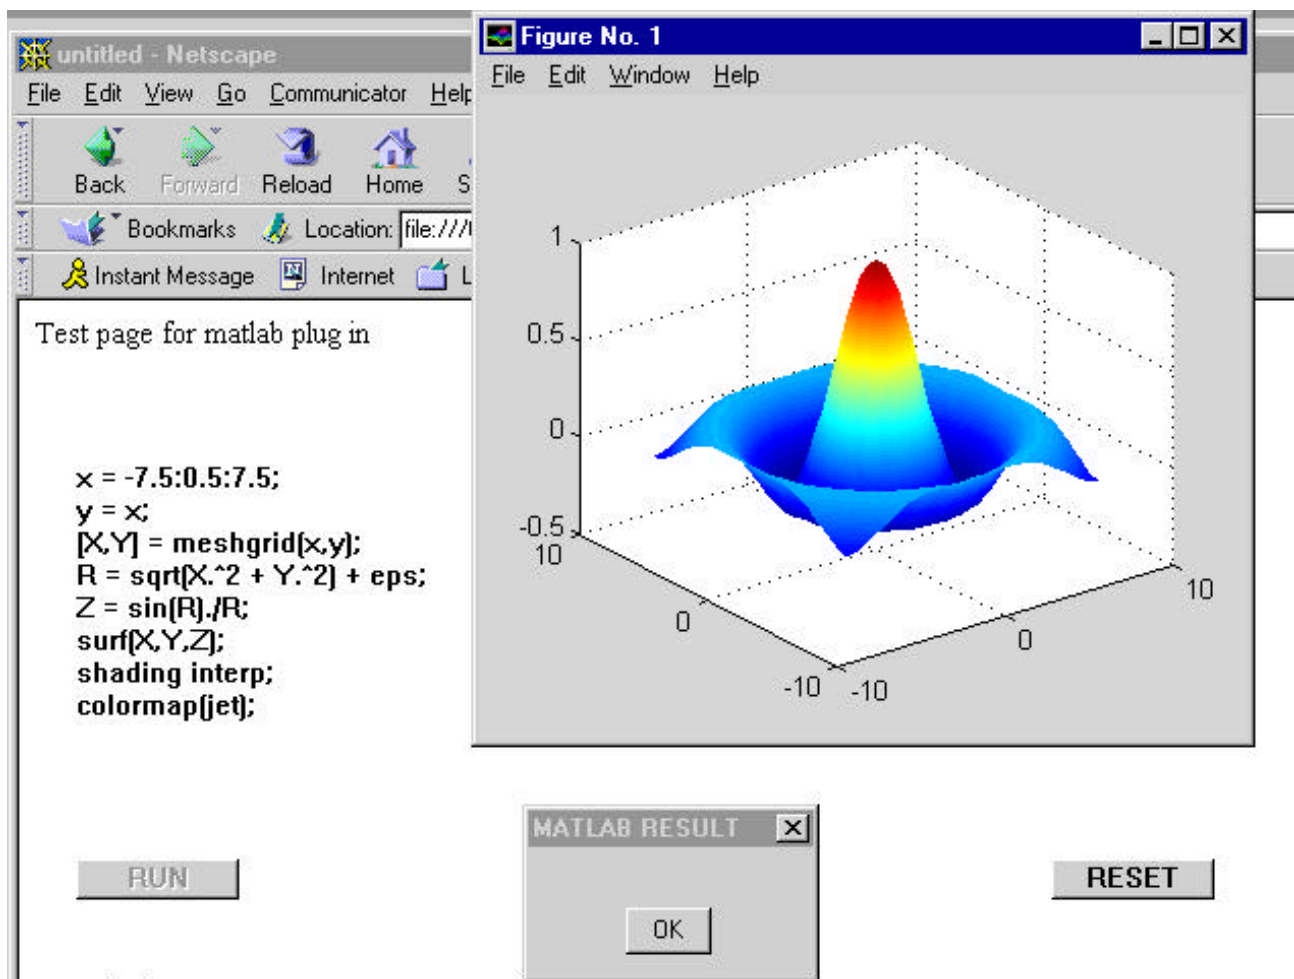 untitled - Netscape
File Edit View Go Communicator Help
Back Forward Reload Home
Bookmarks Location: file:///
Instant Message Internet
Test page for matlab plug in
x = -7.5:0.5:7.5;
y = x;
[X,Y] = meshgrid(x,y);
R = sqrt(X.^2 + Y.^2) + eps;
Z = sin(R)./R;
surf(X,Y,Z);
shading interp;
colormap(jet);
RUN
Figure No. 1
File Edit Window Help
1
0.5
0
-0.5
10
0
-10
-10
0
10
MATLAB RESULT
OK
RESET